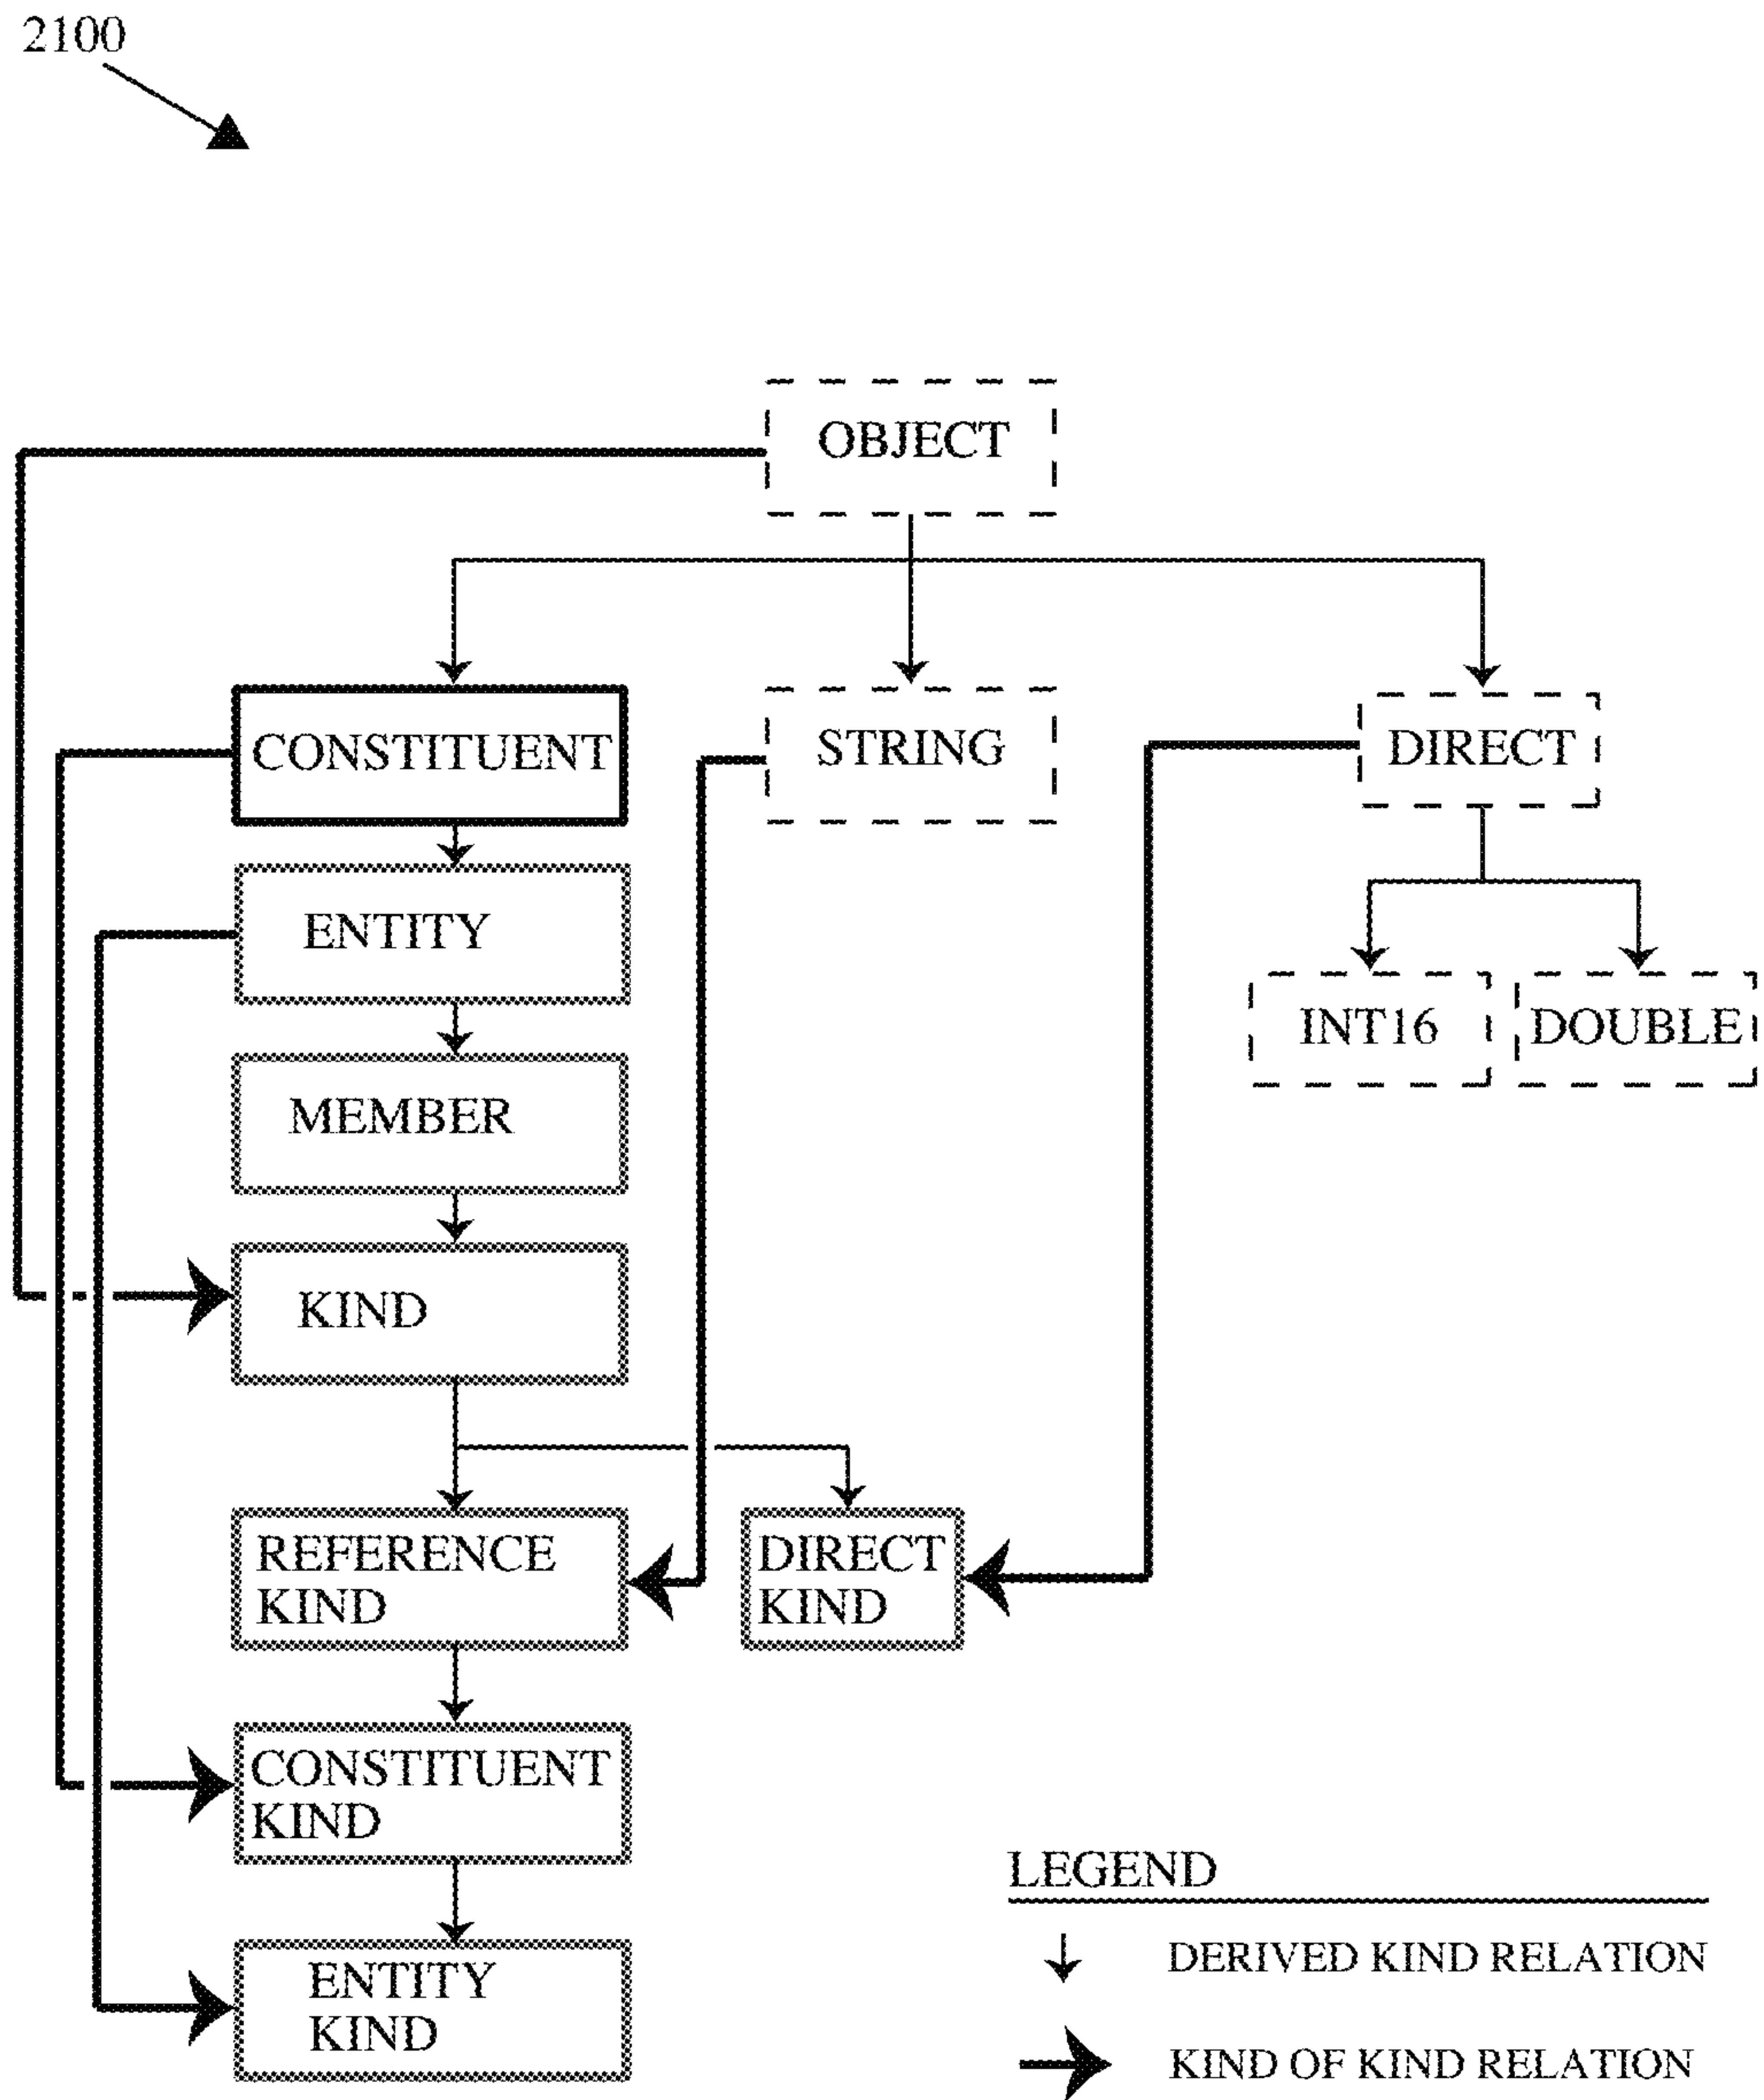 2100
OBJECT
CONSTITUENT
STRING
DIRECT
ENTITY
INT16
DOUBLE
MEMBER
KIND
REFERENCE
KIND
DIRECT
KIND
CONSTITUENT
KIND
ENTITY
KIND
LEGEND
DERIVED KIND RELATION
KIND OF KIND RELATION